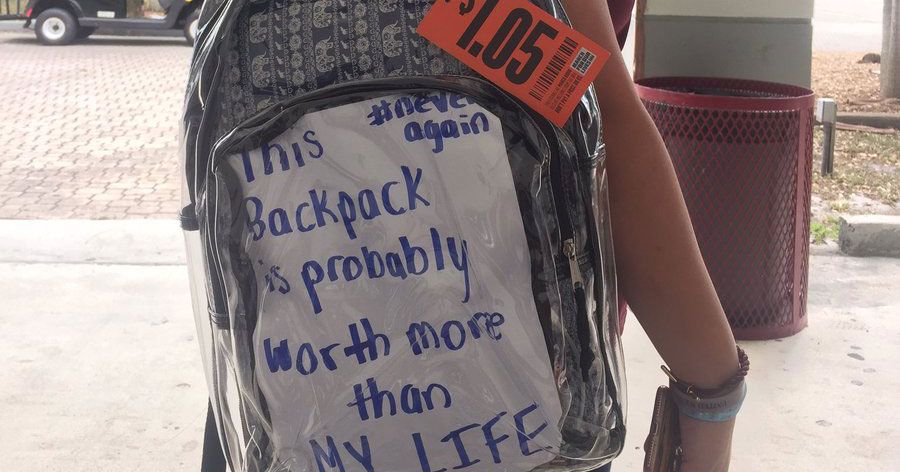 $1.05
#never
again
This
Backpack
is probably
worth more
than
MY LIFE